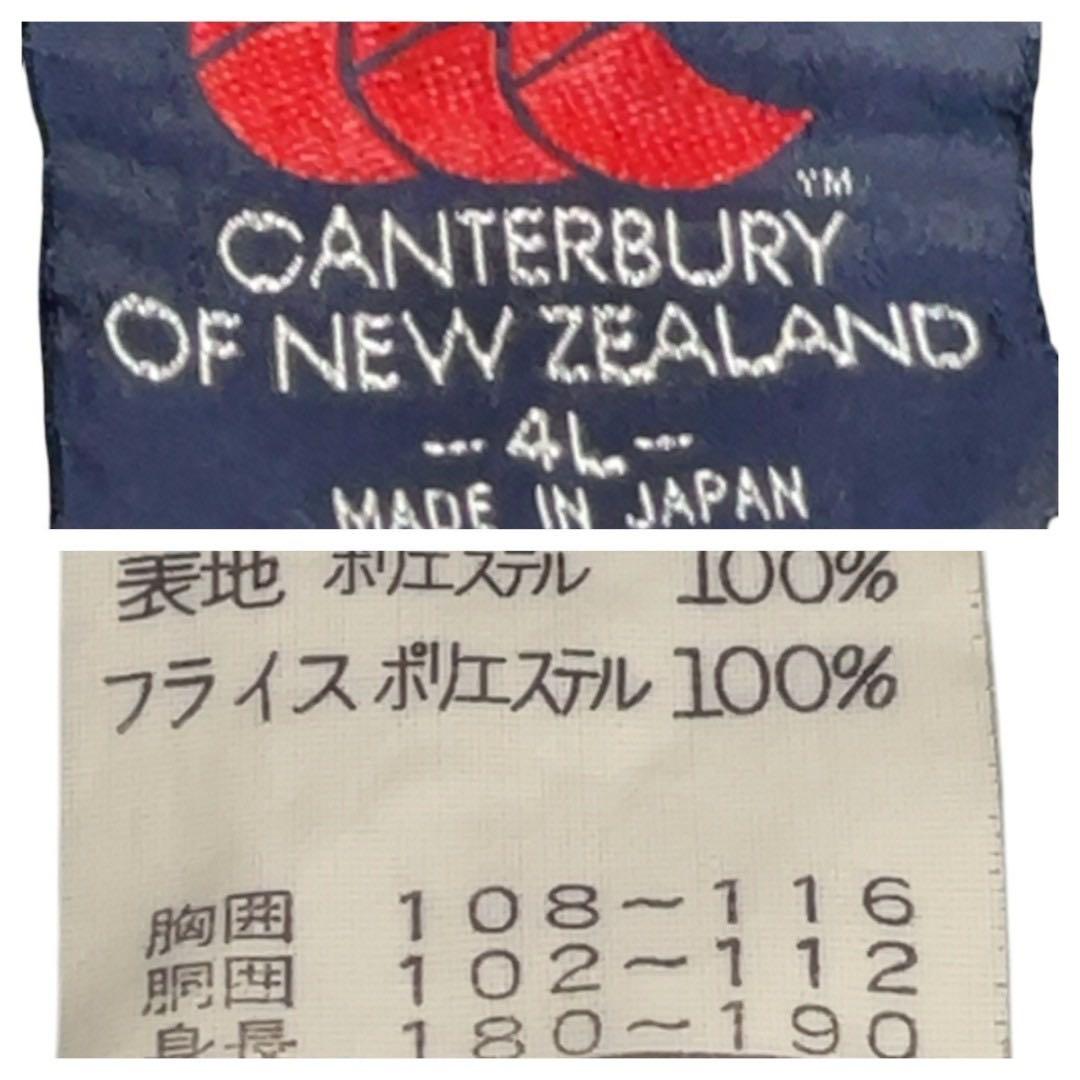 TM
CANTERBURY
OF NEW ZEALAND
-- 4L --
MADE IN JAPAN
表地 ポリエステル 100%
フライス ポリエステル 100%
胸囲 108~116
胴囲 102~112
身長 180~190